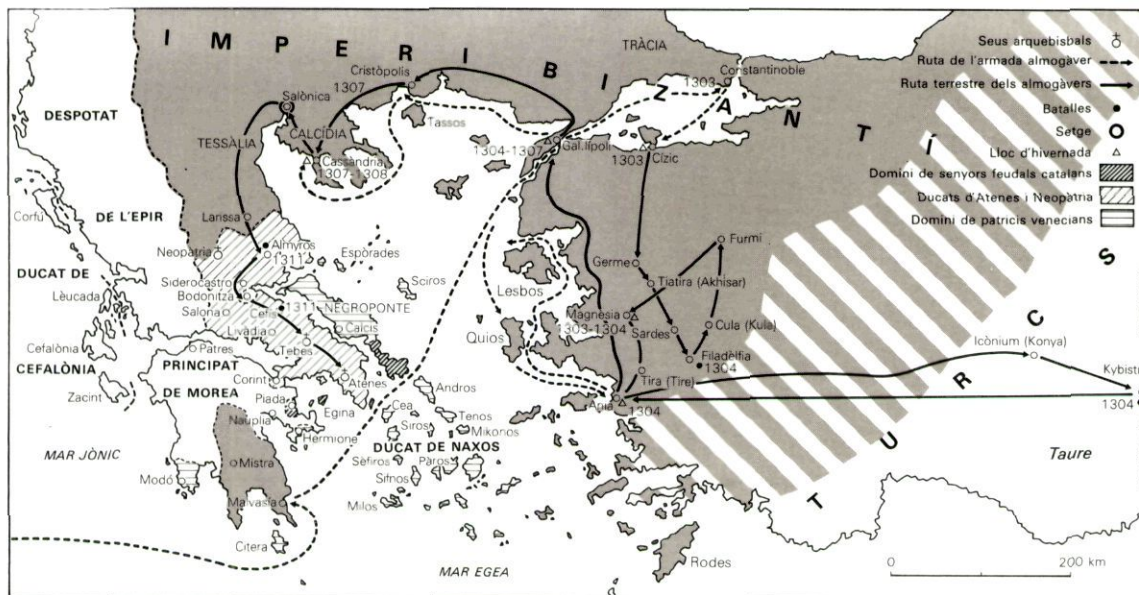 IMPERI BIZANTÍ
TURCS
TRÀCIA
Constantinoble
1303
Cristòpolis
1307
Salònica
CALCÍDIA
TESSÀLIA
Tassos
Cassàndria
1307-1308
1304-1307
Gal.lípoli
1303
Cízic
DESPOTAT
DE L'EPIR
Corfú
DUCAT DE
Lèucada
Cefalònia
CEFALÒNIA
Zacint
Larissa
Neopàtria
Almyros
1311
Siderocastro
Bodonitza
Salona
Cefís
1311
NEGROPONTE
Livadia
Calcis
Tebes
Patres
PRINCIPAT
DE MOREA
Corint
Atenes
Piada
Egina
Nauplia
Hermione
Mistra
Modó
Malvasia
Citera
MAR JÒNIC
Espòrades
Sciros
Lesbos
Quios
Andros
Cea
Tenos
Siros
Mikonos
DUCAT DE NAXOS
Sèfiros
Pàros
Sifnos
Milos
MAR EGEA
Rodes
Furmi
Germe
Tiatira (Akhisar)
Magnèsia
1303-1304
Sardes
Cula (Kula)
Filadèlfia
1304
Tira (Tire)
Ania
1304
Icònium (Konya)
Kybistra
1304
Taure
Seus arquebisbals
Ruta de l'armada almogàver
Ruta terrestre dels almogàvers
Batalles
Setge
Lloc d'hivernada
Domini de senyors feudals catalans
Ducats d'Atenes i Neopàtria
Domini de patricis venecians
0
200 km